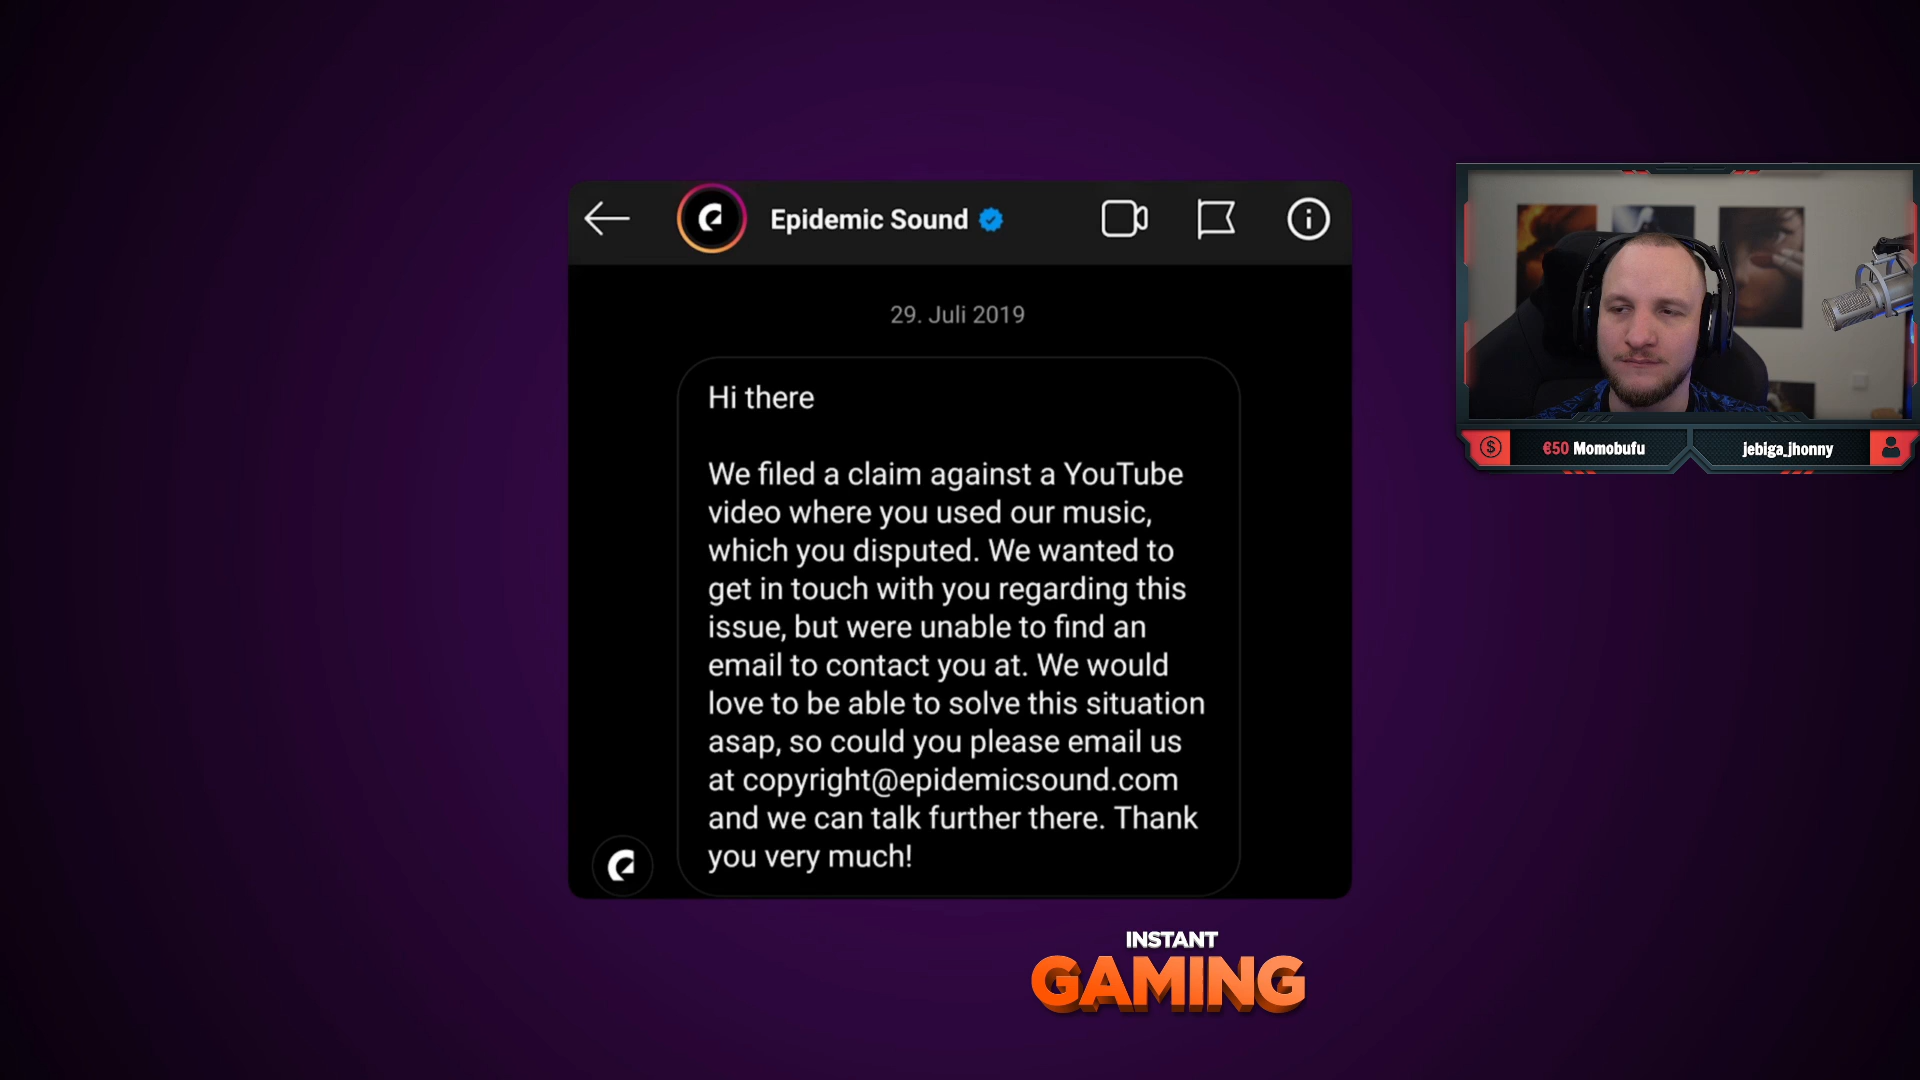 Epidemic Sound
29. Juli 2019
Hi there
We filed a claim against a YouTube
video where you used our music,
which you disputed. We wanted to
get in touch with you regarding this
issue, but were unable to find an
email to contact you at. We would
love to be able to solve this situation
asap, so could you please email us
at copyright@epidemicsound.com
and we can talk further there. Thank
you very much!
€50 Momobufu
jebiga_jhonny
INSTANT
GAMING